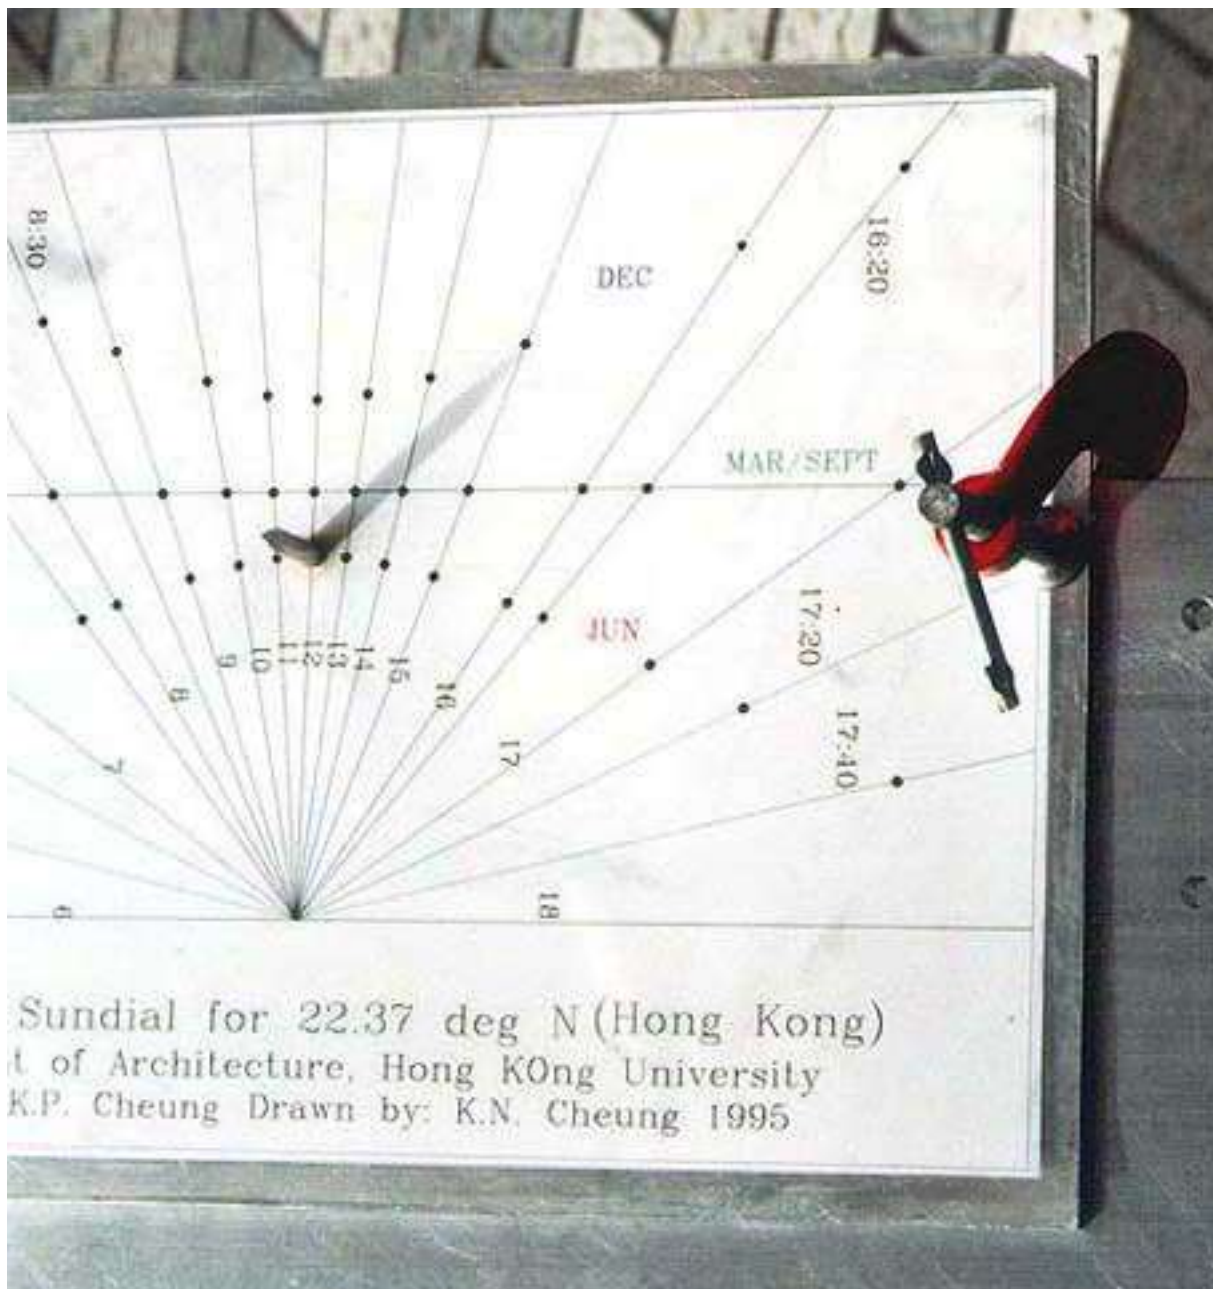 8:30
16:20
DEC
MAR/SEPT
JUN
17:20
17:40
9 10 11 12 13 14 15
8
16
7
17
6
18
Sundial for 22.37 deg N (Hong Kong)
t of Architecture, Hong KOng University
K.P. Cheung Drawn by: K.N. Cheung 1995